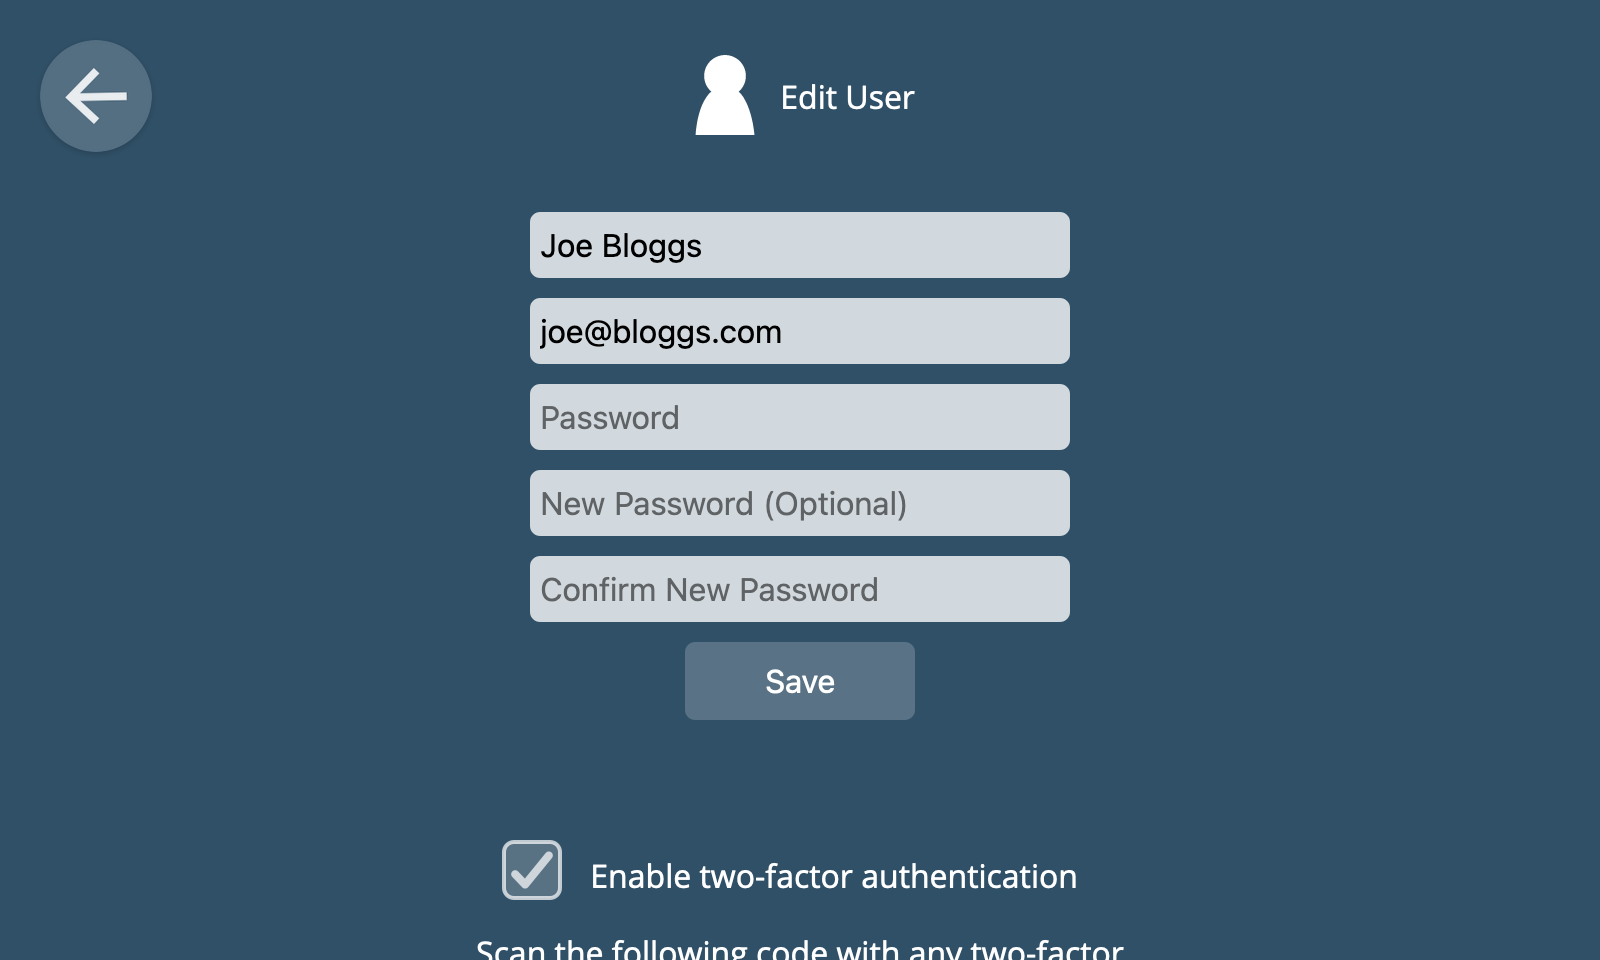 Edit User
Joe Bloggs
joe@bloggs.com
Password
New Password (Optional)
Confirm New Password
Save
Enable two-factor authentication
Scan the following code with any two-factor